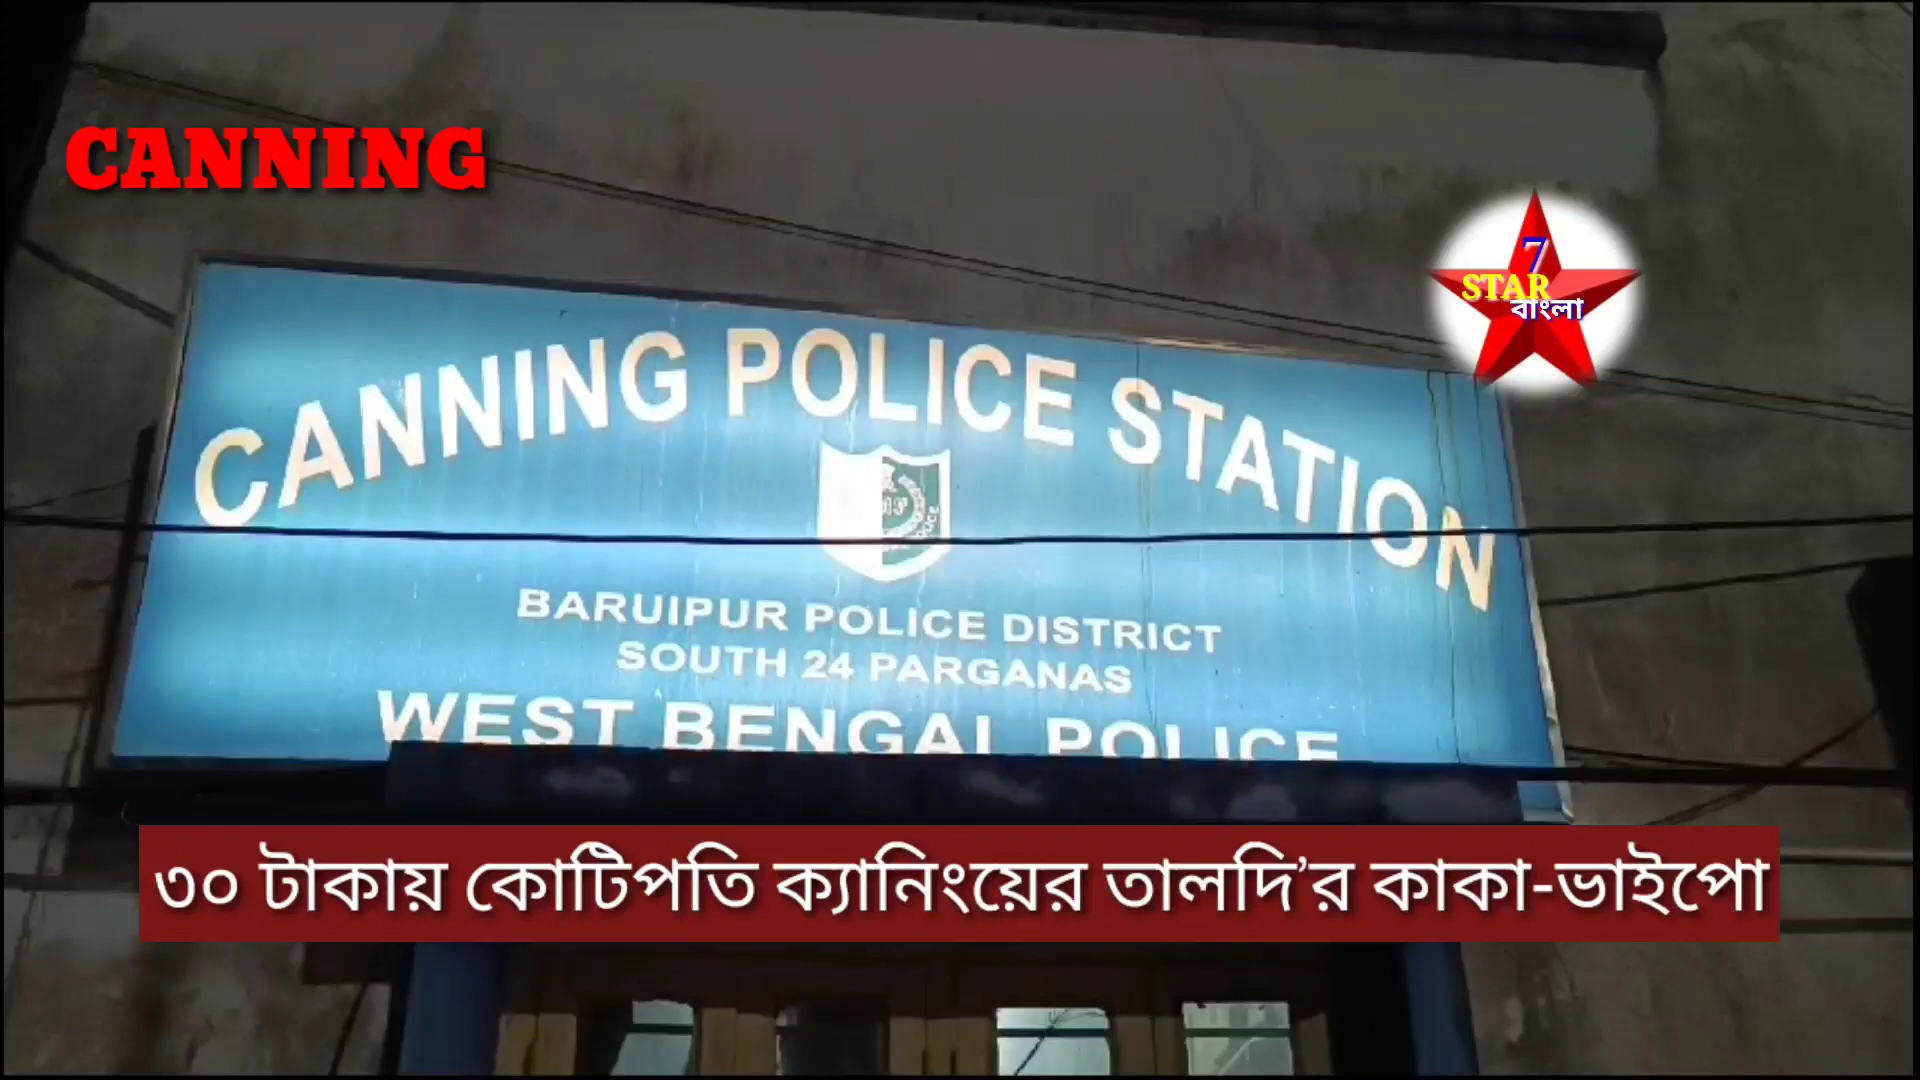 CANNING
7
STAR
বাংলা
CANNING POLICE STATION
POLICE
BARUIPUR POLICE DISTRICT
SOUTH 24 PARGANAS
WEST BENGAL POLICE
৩০ টাকায় কোটিপতি ক্যানিংয়ের তালদি’র কাকা-ভাইপো